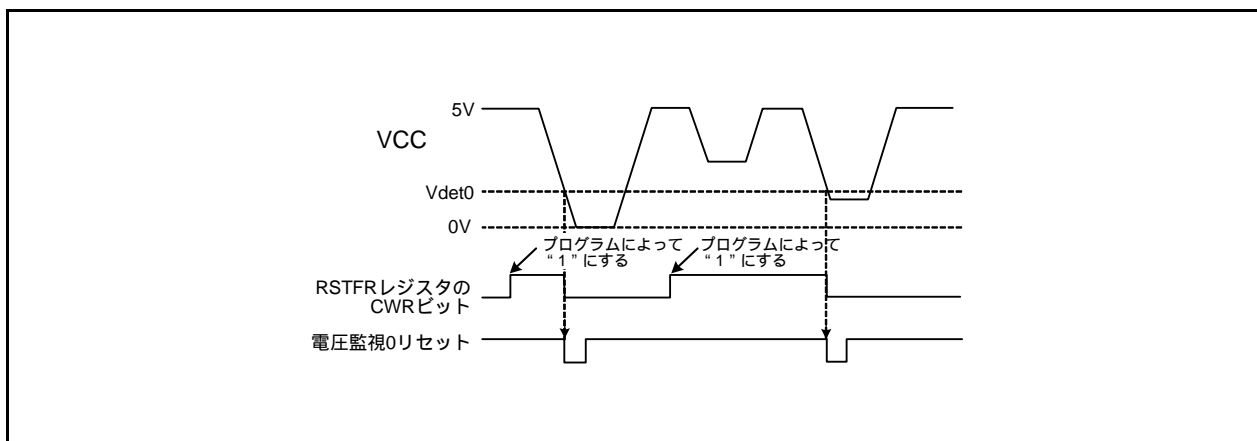 5V
VCC
Vdet0
0V
プログラムによって
“ 1 ” にする
プログラムによって
“ 1 ” にする
RSTFRレジスタの
CWRビット
電圧監視0リセット